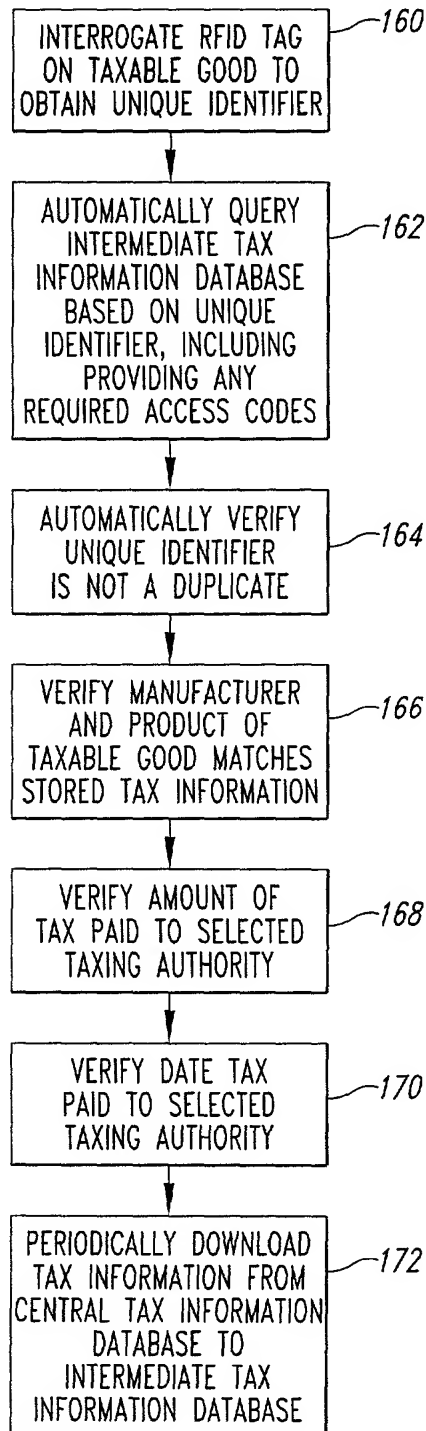 INTERROGATE RFID TAG
ON TAXABLE GOOD TO
OBTAIN UNIQUE IDENTIFIER
160
AUTOMATICALLY QUERY
INTERMEDIATE TAX
INFORMATION DATABASE
BASED ON UNIQUE
IDENTIFIER, INCLUDING
PROVIDING ANY
REQUIRED ACCESS CODES
162
AUTOMATICALLY VERIFY
UNIQUE IDENTIFIER
IS NOT A DUPLICATE
164
VERIFY MANUFACTURER
AND PRODUCT OF
TAXABLE GOOD MATCHES
STORED TAX INFORMATION
166
VERIFY AMOUNT OF
TAX PAID TO SELECTED
TAXING AUTHORITY
168
VERIFY DATE TAX
PAID TO SELECTED
TAXING AUTHORITY
170
PERIODICALLY DOWNLOAD
TAX INFORMATION FROM
CENTRAL TAX INFORMATION
DATABASE TO
INTERMEDIATE TAX
INFORMATION DATABASE
172